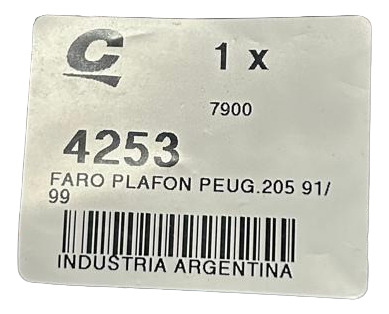 C
1 x
7900
4253
FARO PLAFON PEUG.205 91/
99
INDUSTRIA ARGENTINA